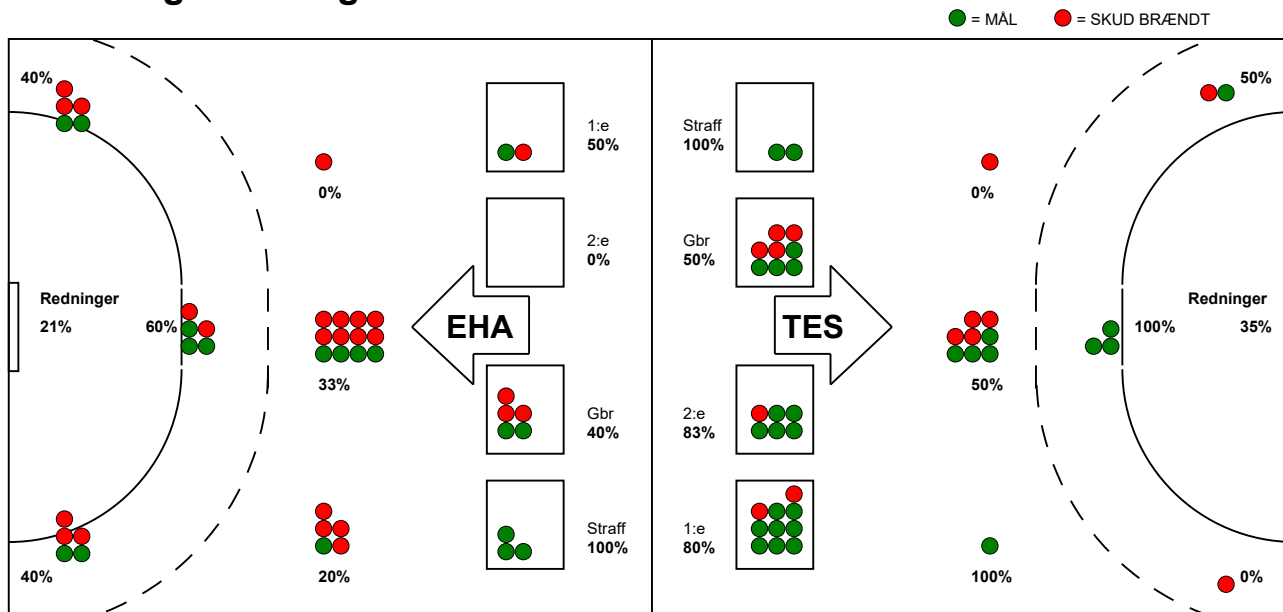 = MÅL
= SKUD BRÆNDT
40%
50%
1:e
50%
Straff
100%
0%
0%
2:e
0%
Gbr
50%
Redninger
21%
60%
EHA
TES
100%
Redninger
35%
33%
50%
Gbr
40%
2:e
83%
Straff
100%
1:e
80%
40%
20%
100%
0%